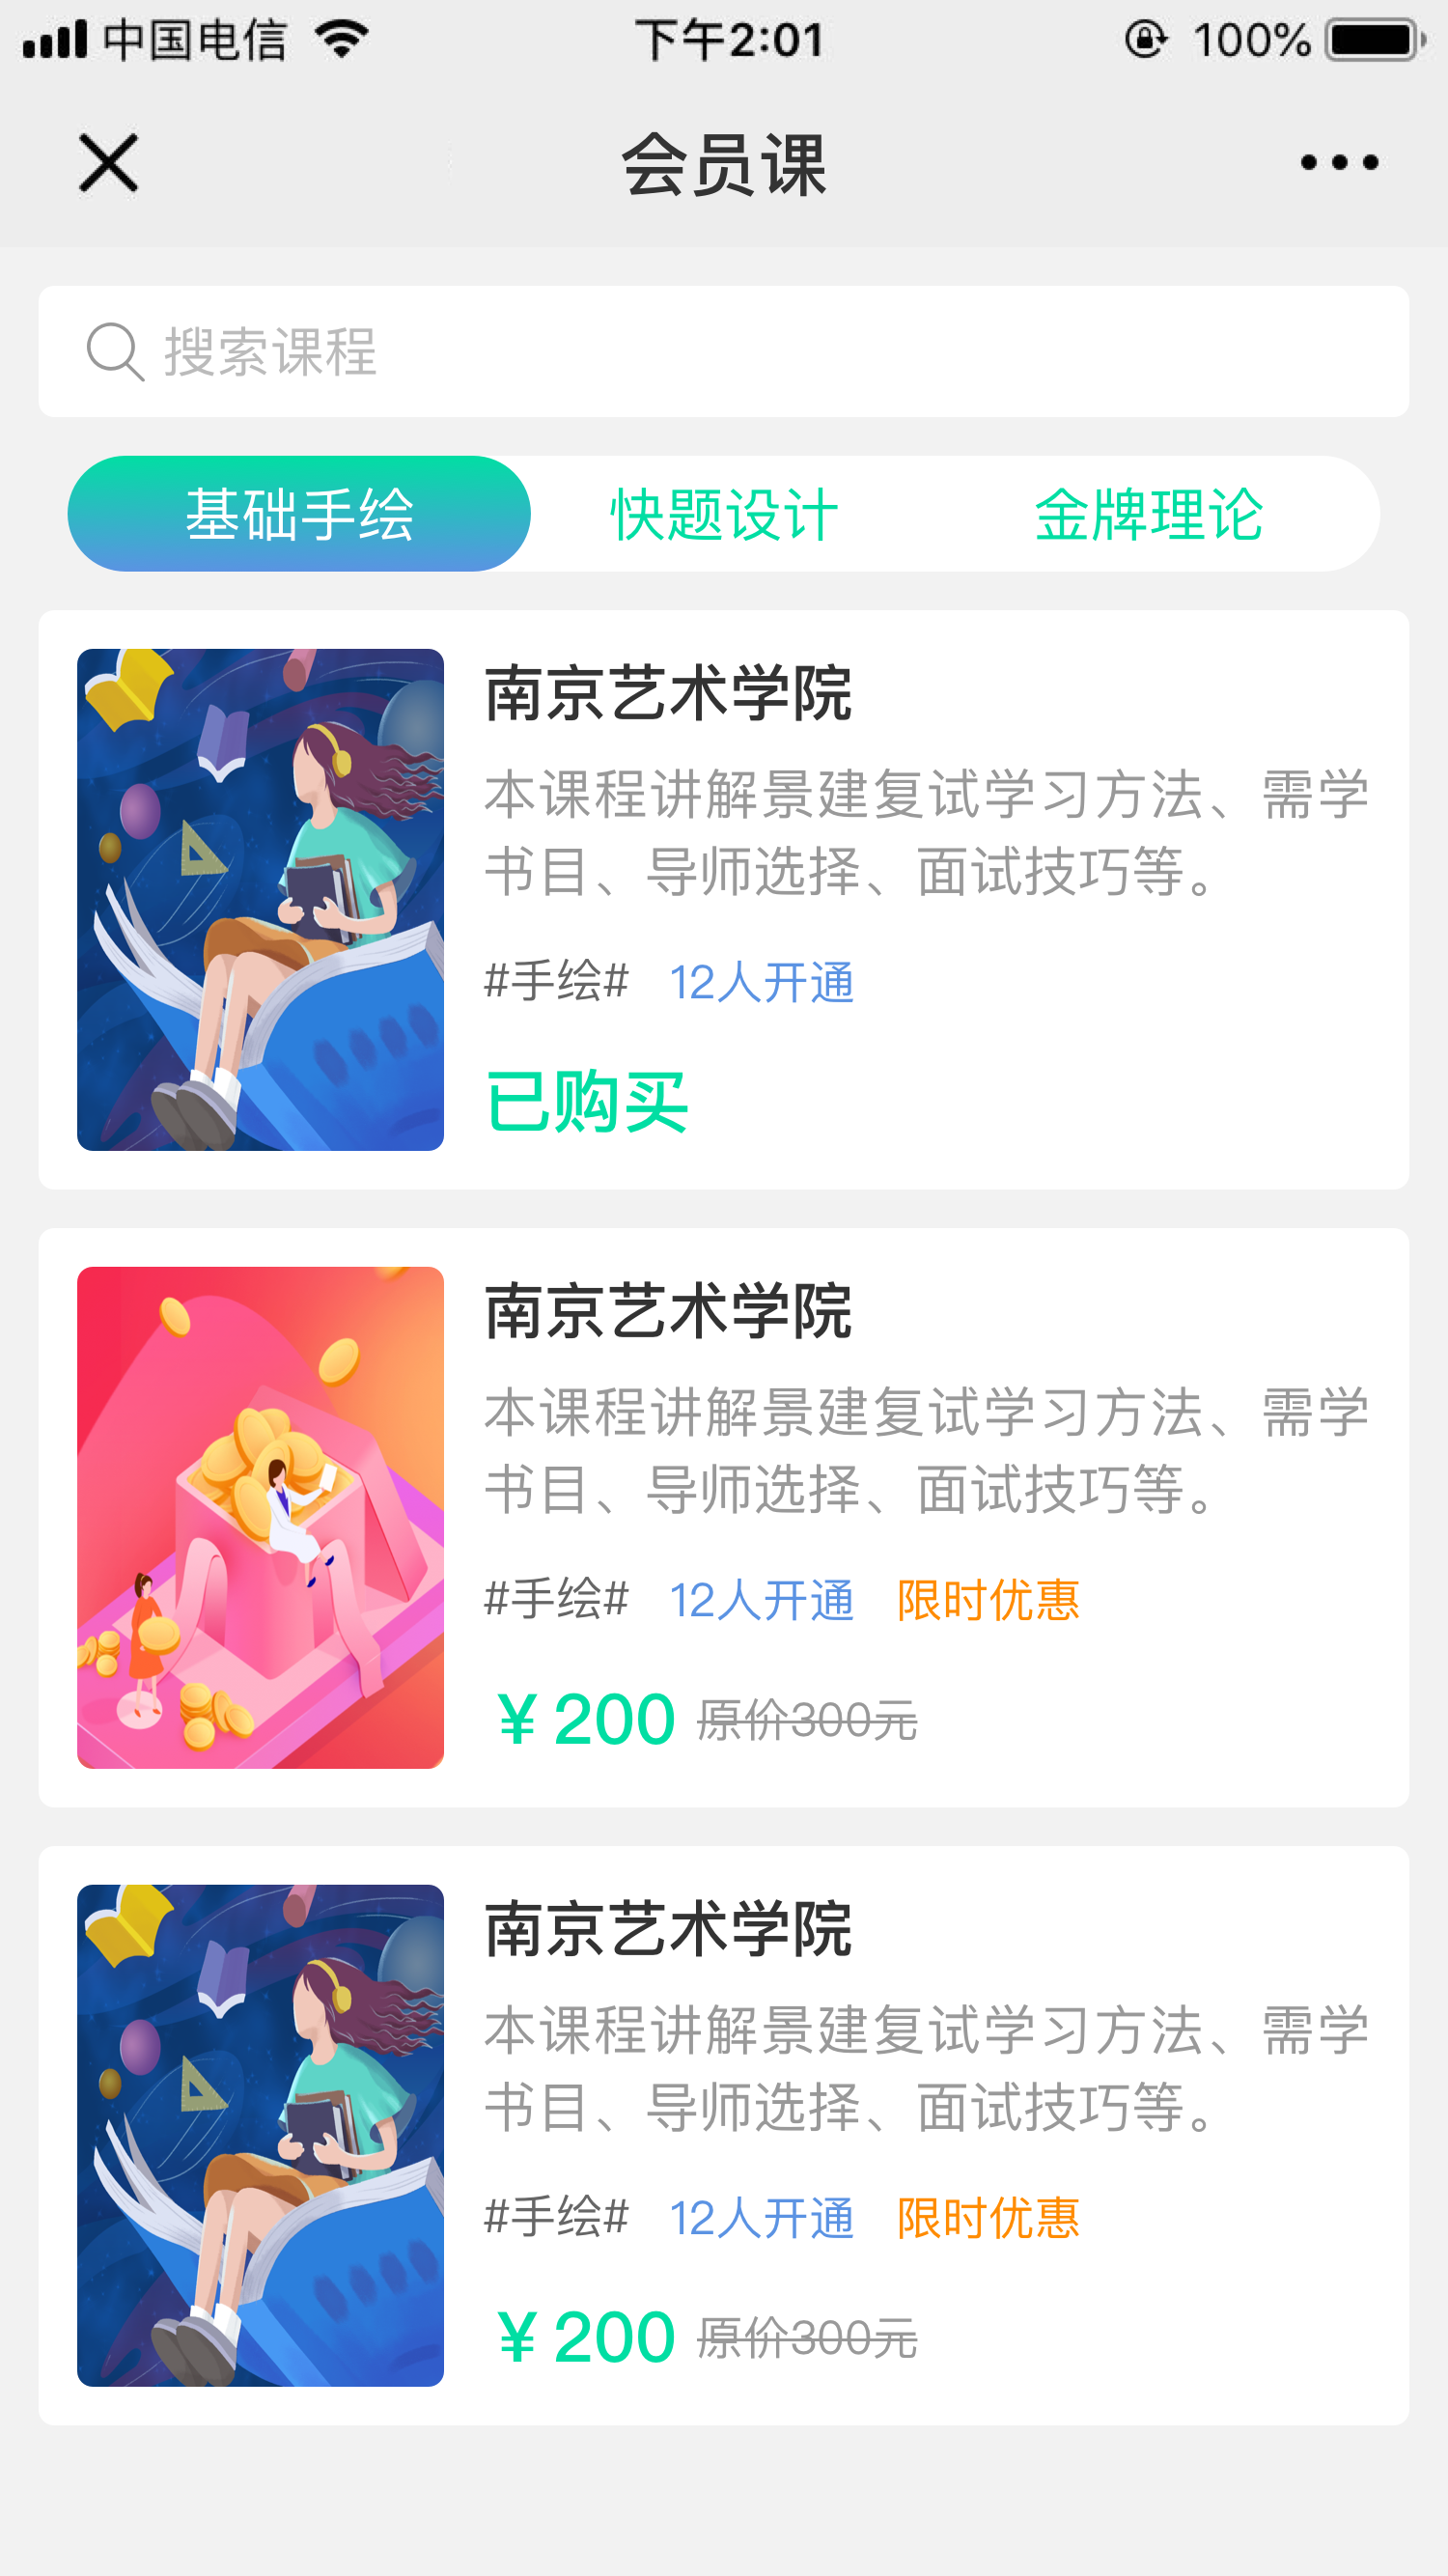 中国电信
下午2:01
100%
会员课
搜索课程
基础手绘
快题设计
金牌理论
南京艺术学院
本课程讲解景建复试学习方法、需学
书目、导师选择、面试技巧等。
#手绘# 12人开通
已购买
南京艺术学院
本课程讲解景建复试学习方法、需学
书目、导师选择、面试技巧等。
#手绘# 12人开通 限时优惠
¥200 原价300元
南京艺术学院
本课程讲解景建复试学习方法、需学
书目、导师选择、面试技巧等。
#手绘# 12人开通 限时优惠
¥200 原价300元